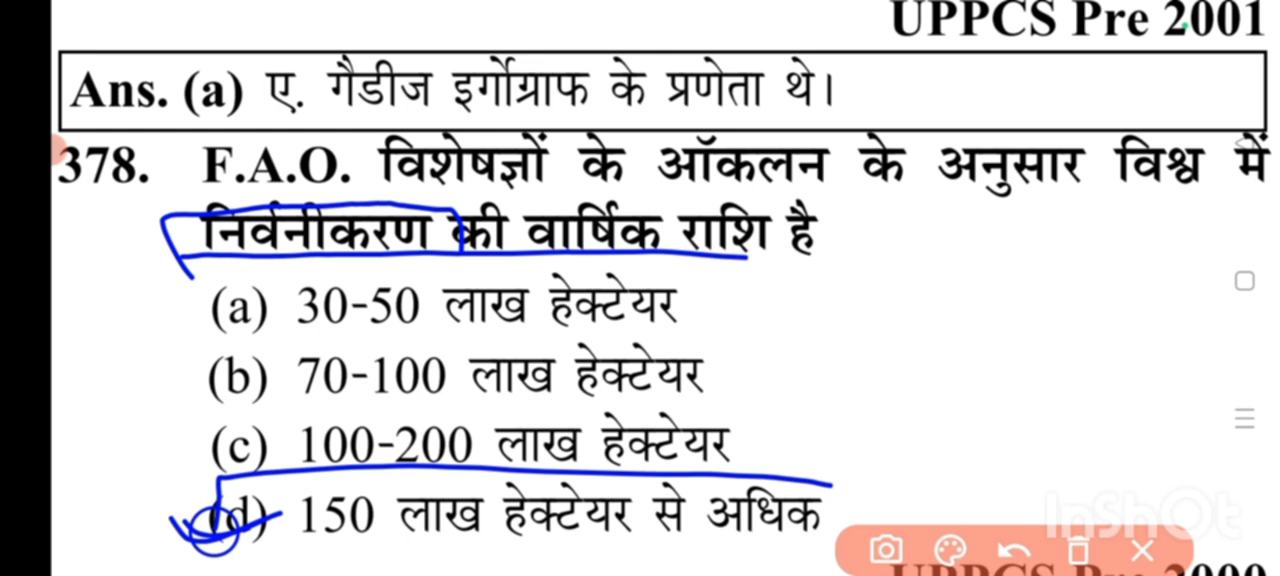 UPPCS Pre 2001
Ans. (a) ए. गैडीज इर्गोग्राफ के प्रणेता थे।
378. F.A.O. विशेषज्ञों के ऑकलन के अनुसार विश्व में
निर्वनीकरण की वार्षिक राशि है
(a) 30-50 लाख हेक्टेयर
(b) 70-100 लाख हेक्टेयर
(c) 100-200 लाख हेक्टेयर
(d) 150 लाख हेक्टेयर से अधिक
InShOt